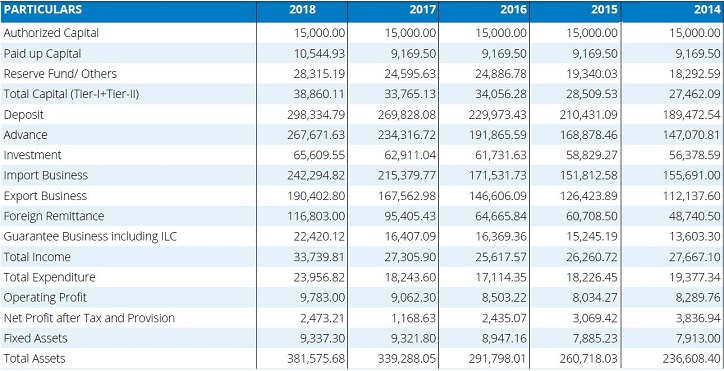 PARTICULARS 2018 2017 2016 2015 2014
Authorized Capital 15,000.00 15,000.00 15,000.00 15,000.00 15,000.00
Paid up Capital 10,544.93 9,169.50 9,169.50 9,169.50 9,169.50
Reserve Fund/ Others 28,315.19 24,595.63 24,886.78 19,340.03 18,292.59
Total Capital (Tier-I+Tier-II) 38,860.11 33,765.13 34,056.28 28,509.53 27,462.09
Deposit 298,334.79 269,828.08 229,973.43 210,431.09 189,472.54
Advance 267,671.63 234,316.72 191,865.59 168,878.46 147,070.81
Investment 65,609.55 62,911.04 61,731.63 58,829.27 56,378.59
Import Business 242,294.82 215,379.77 171,531.73 151,812.58 155,691.00
Export Business 190,402.80 167,562.98 146,606.09 126,423.89 112,137.60
Foreign Remittance 116,803.00 95,405.43 64,665.84 60,708.50 48,740.50
Guarantee Business including ILC 22,420.12 16,407.09 16,369.36 15,245.19 13,603.30
Total Income 33,739.81 27,305.90 25,617.57 26,260.72 27,667.10
Total Expenditure 23,956.82 18,243.60 17,114.35 18,226.45 19,377.34
Operating Profit 9,783.00 9,062.30 8,503.22 8,034.27 8,289.76
Net Profit after Tax and Provision 2,473.21 1,168.63 2,435.07 3,069.42 3,836.94
Fixed Assets 9,337.30 9,321.80 8,947.16 7,885.23 7,913.00
Total Assets 381,575.68 339,288.05 291,798.01 260,718.03 236,608.40